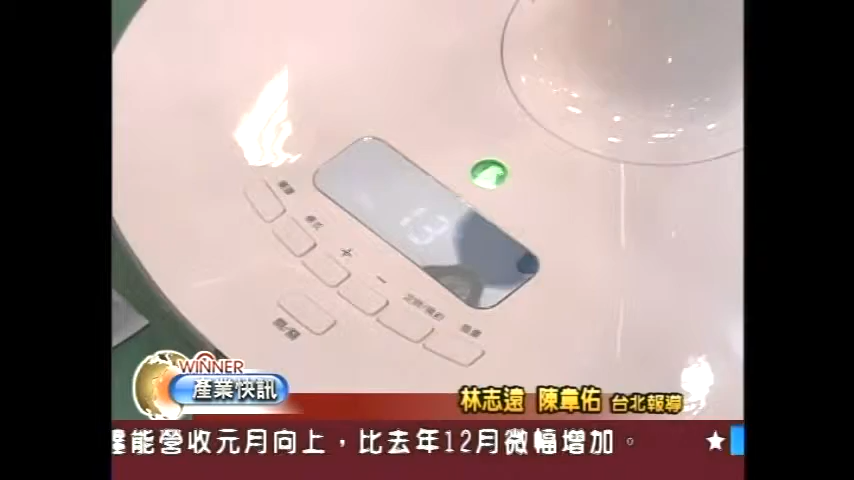 13
+
−
WINNER
產業快訊
林志遠 陳韋佑 台北報導
能營收元月向上，比去年12月微幅增加。 ★